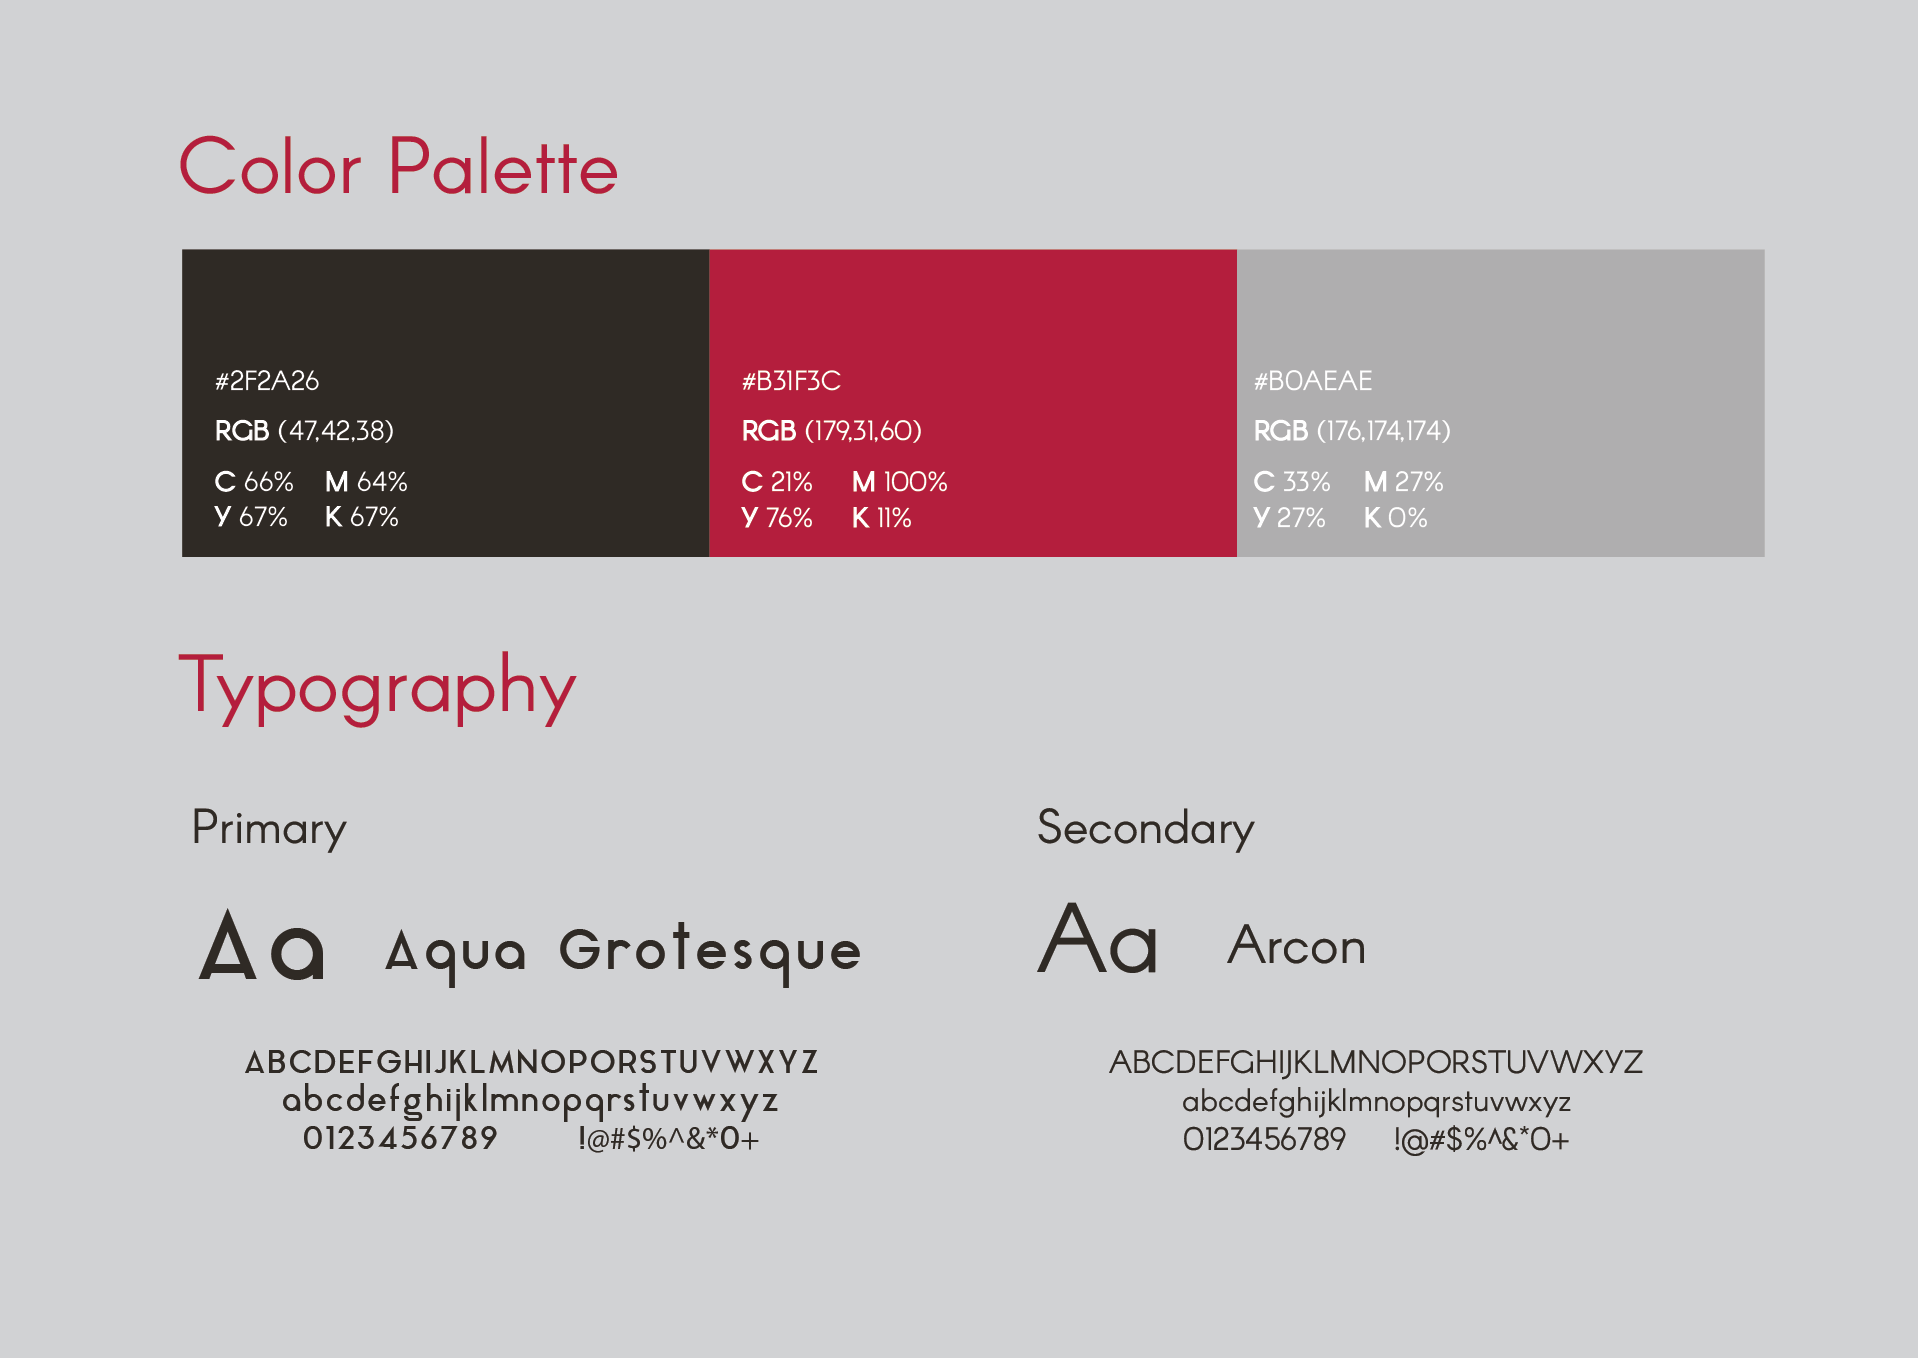 Color Palette
#2F2A26
RGB (47,42,38)
C 66% M 64%
Y 67% K 67%
#B31F3C
RGB (179,31,60)
C 21% M 100%
Y 76% K 11%
#B0AEAE
RGB (176,174,174)
C 33% M 27%
Y 27% K 0%
Typography
Primary
Aa Aqua Grotesque
ABCDEFGHIJKLMNOPORSTUVWXYZ
abcdefghijklmnopqrstuvwxyz
0123456789 !@#$%^&*0+
Secondary
Aa Arcon
ABCDEFGHIJKLMNOPORSTUVWXYZ
abcdefghijklmnopqrstuvwxyz
0123456789 !@#$%^&*0+